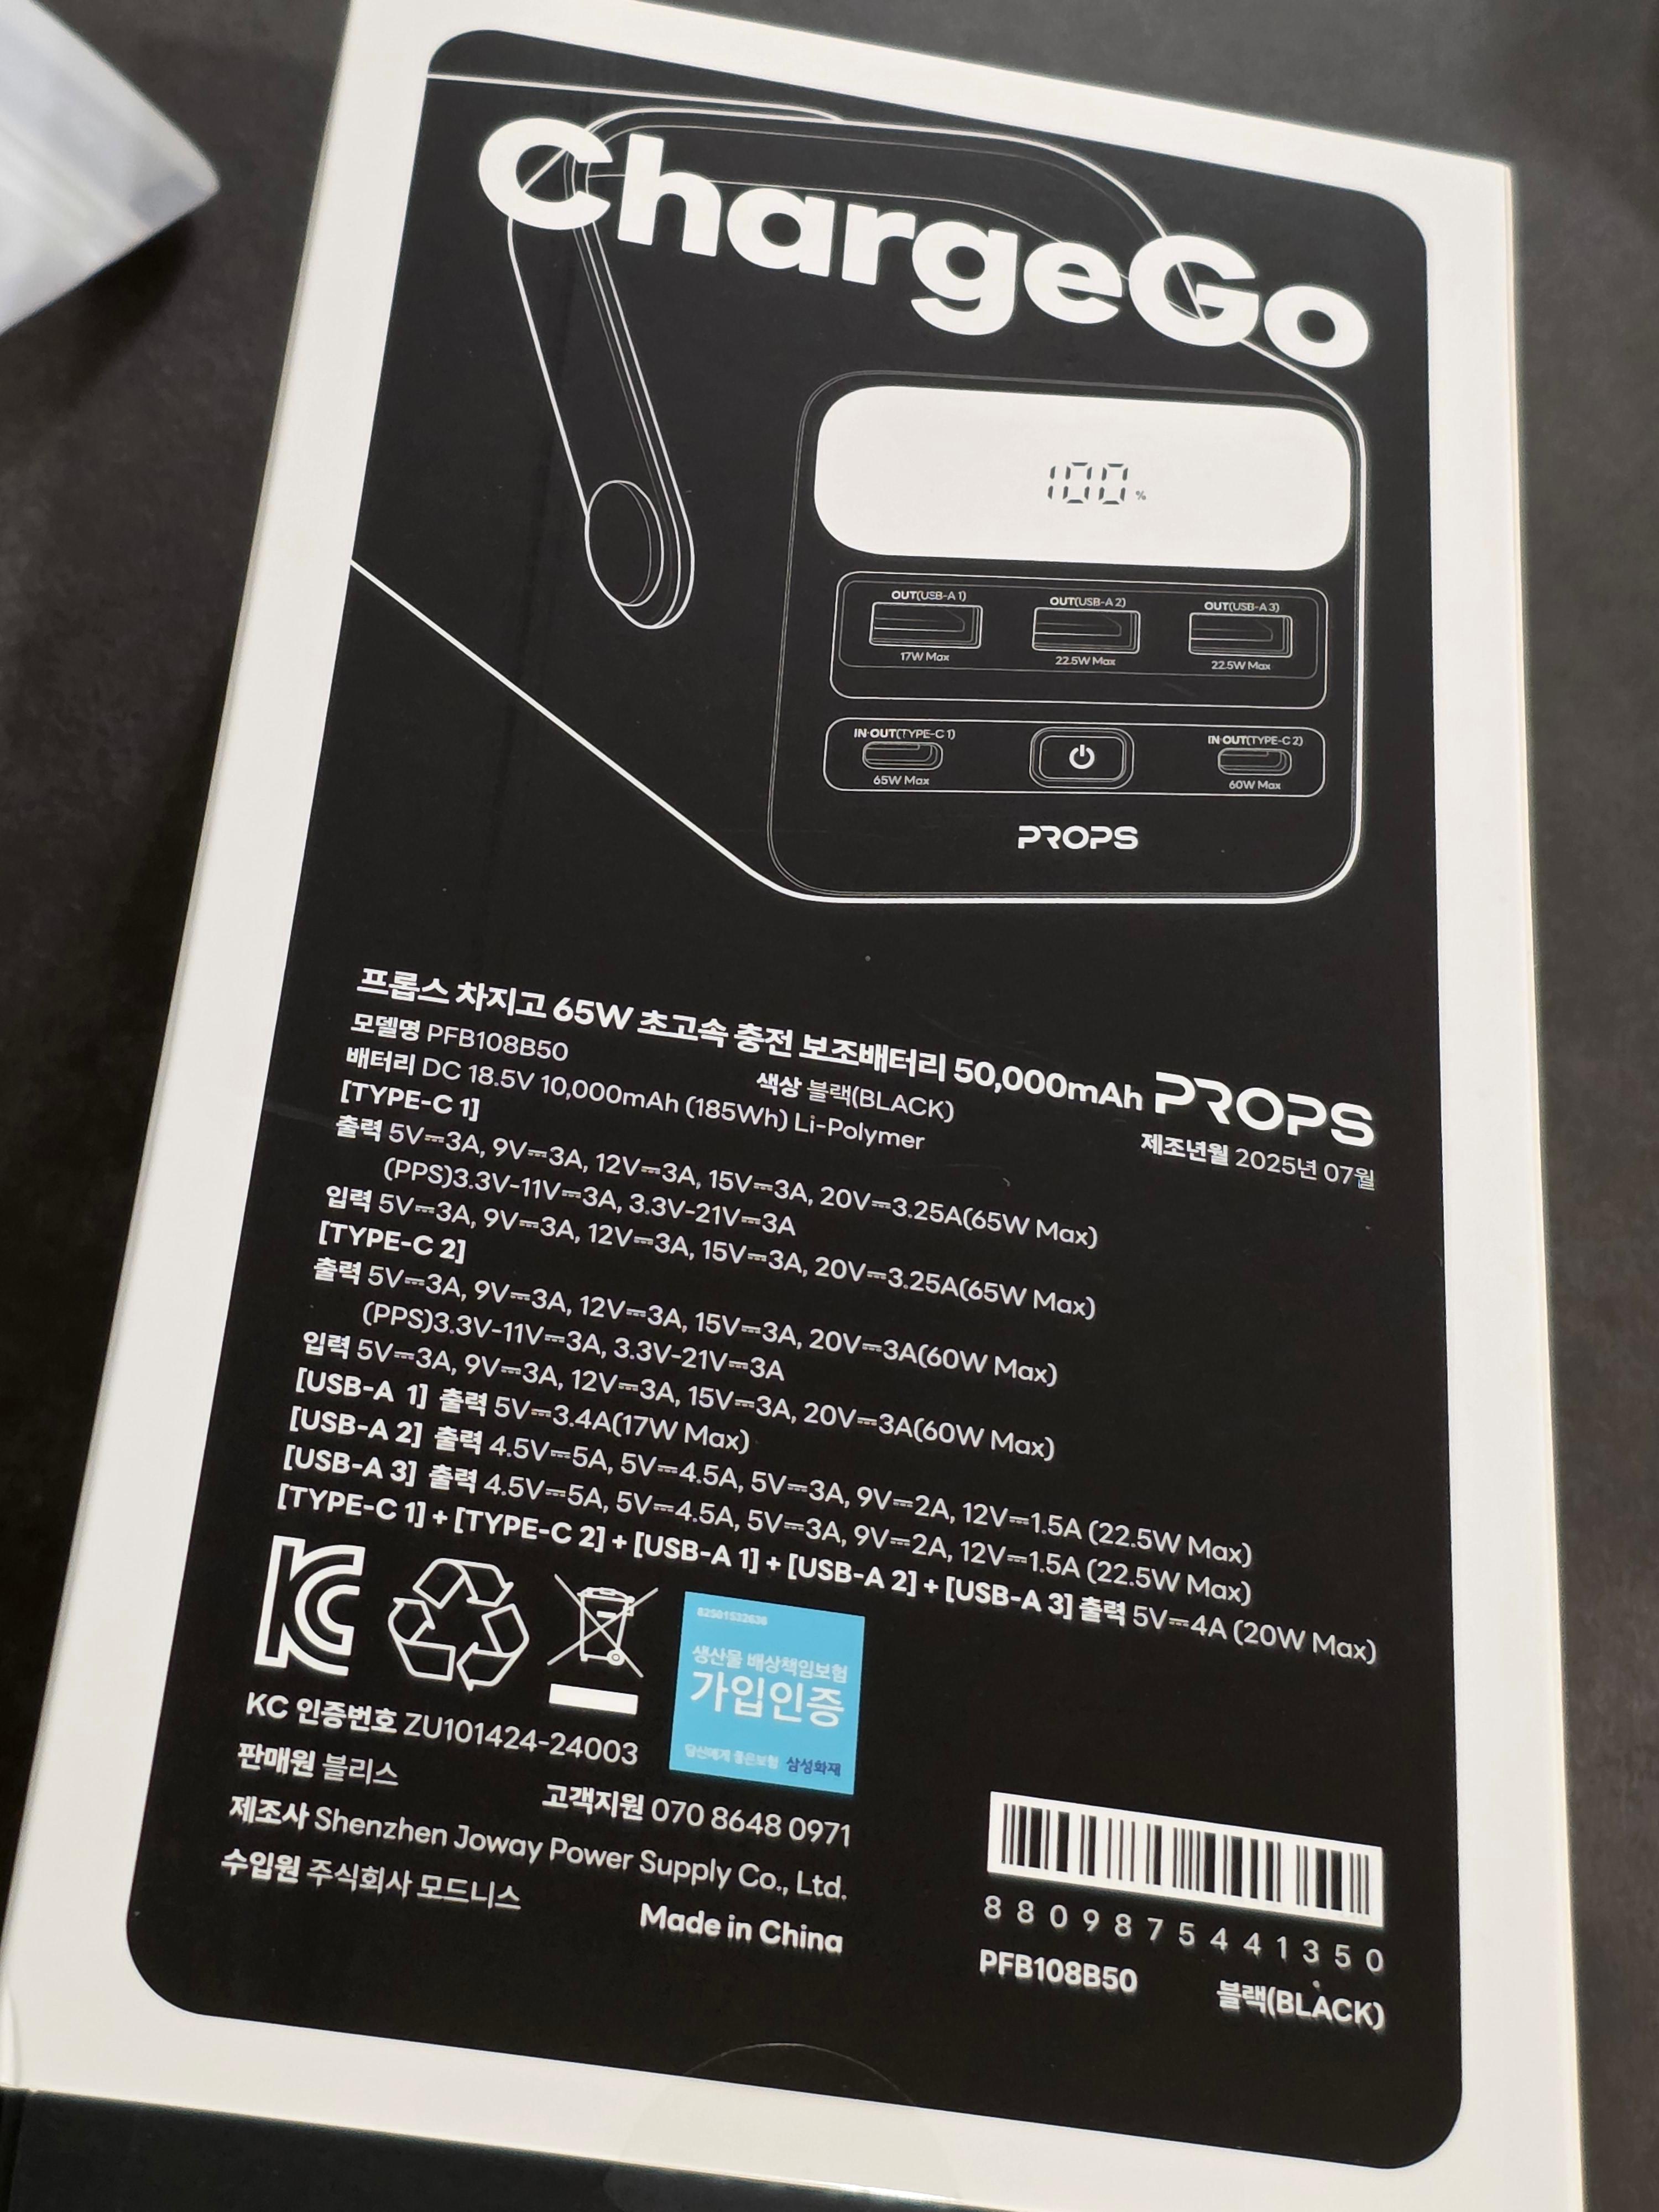 ChargeGo
100%
OUT(USB-A 1) OUT(USB-A 2) OUT(USB-A 3)
17W Max 22.5W Max 22.5W Max
IN·OUT(TYPE-C 1) IN·OUT(TYPE-C 2)
65W Max 60W Max
PROPS
프롭스 차지고 65W 초고속 충전 보조배터리 50,000mAh PROPS
모델명 PFB108B50 색상 블랙(BLACK) 제조년월 2025년 07월
배터리 DC 18.5V 10,000mAh (185Wh) Li-Polymer
[TYPE-C 1]
출력 5V⎓3A, 9V⎓3A, 12V⎓3A, 15V⎓3A, 20V⎓3.25A(65W Max)
(PPS)3.3V-11V⎓3A, 3.3V-21V⎓3A
입력 5V⎓3A, 9V⎓3A, 12V⎓3A, 15V⎓3A, 20V⎓3.25A(65W Max)
[TYPE-C 2]
출력 5V⎓3A, 9V⎓3A, 12V⎓3A, 15V⎓3A, 20V⎓3A(60W Max)
(PPS)3.3V-11V⎓3A, 3.3V-21V⎓3A
입력 5V⎓3A, 9V⎓3A, 12V⎓3A, 15V⎓3A, 20V⎓3A(60W Max)
[USB-A 1] 출력 5V⎓3.4A(17W Max)
[USB-A 2] 출력 4.5V⎓5A, 5V⎓4.5A, 5V⎓3A, 9V⎓2A, 12V⎓1.5A (22.5W Max)
[USB-A 3] 출력 4.5V⎓5A, 5V⎓4.5A, 5V⎓3A, 9V⎓2A, 12V⎓1.5A (22.5W Max)
[TYPE-C 1] + [TYPE-C 2] + [USB-A 1] + [USB-A 2] + [USB-A 3] 출력 5V⎓4A (20W Max)
KC
82501532636
생산물 배상책임보험
가입인증
당신에게 좋은보험 삼성화재
KC 인증번호 ZU101424-24003
판매원 블리스 고객지원 070 8648 0971
제조사 Shenzhen Joway Power Supply Co., Ltd.
수입원 주식회사 모드니스 Made in China
8809875441350
PFB108B50 블랙(BLACK)